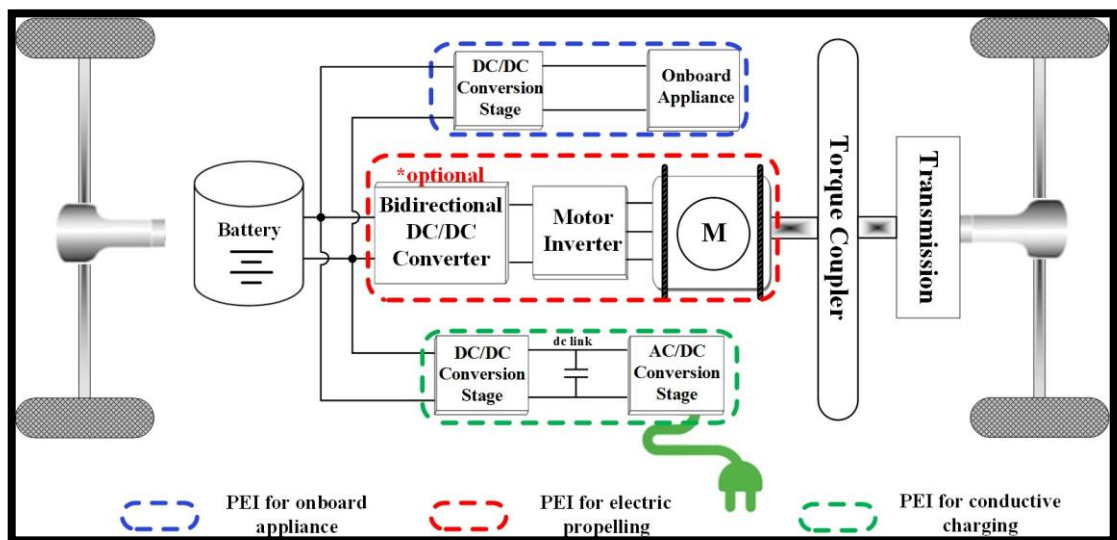 DC/DC
Conversion
Stage
Onboard
Appliance
*optional
Bidirectional
DC/DC
Converter
Motor
Inverter
M
Battery
Torque Coupler
Transmission
DC/DC
Conversion
Stage
dc link
AC/DC
Conversion
Stage
PEI for onboard
appliance
PEI for electric
propelling
PEI for conductive
charging